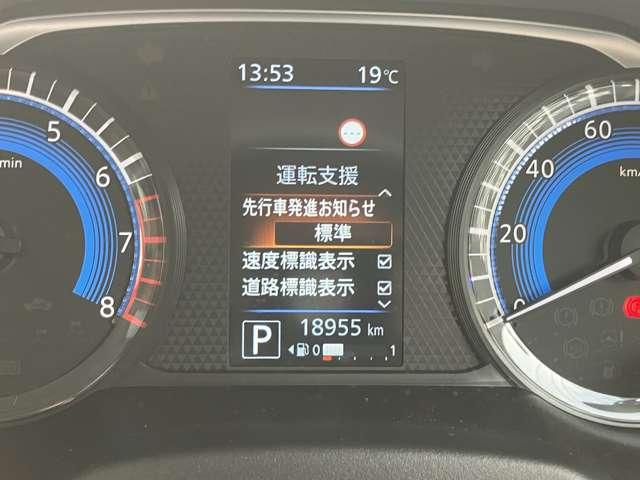 13:53 19℃
運転支援
先行車発進お知らせ
標準
速度標識表示
道路標識表示
P 18955 km
0 1
5
6
7
8
min
60
40
20
0
km/